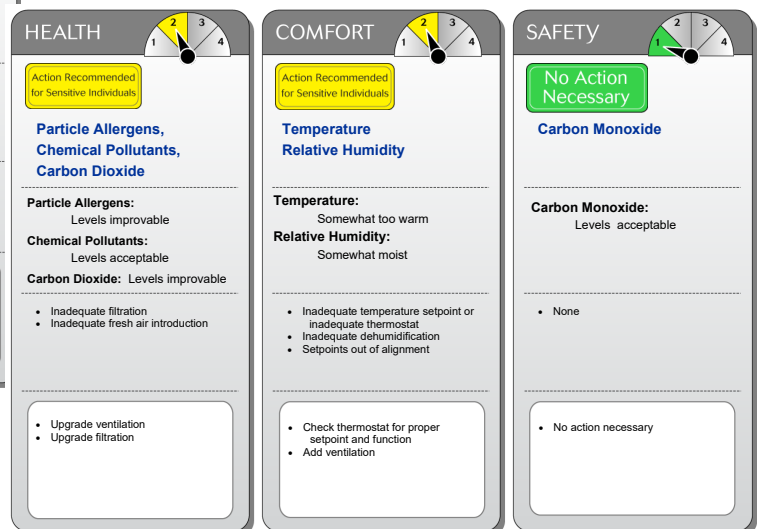 HEALTH
1 2 3 4
Action Recommended
for Sensitive Individuals
Particle Allergens,
Chemical Pollutants,
Carbon Dioxide
Particle Allergens:
Levels improvable
Chemical Pollutants:
Levels acceptable
Carbon Dioxide: Levels improvable
• Inadequate filtration
• Inadequate fresh air introduction
• Upgrade ventilation
• Upgrade filtration
COMFORT
1 2 3 4
Action Recommended
for Sensitive Individuals
Temperature
Relative Humidity
Temperature:
Somewhat too warm
Relative Humidity:
Somewhat moist
• Inadequate temperature setpoint or
inadequate thermostat
• Inadequate dehumidification
• Setpoints out of alignment
• Check thermostat for proper
setpoint and function
• Add ventilation
SAFETY
1 2 3 4
No Action
Necessary
Carbon Monoxide
Carbon Monoxide:
Levels acceptable
• None
• No action necessary